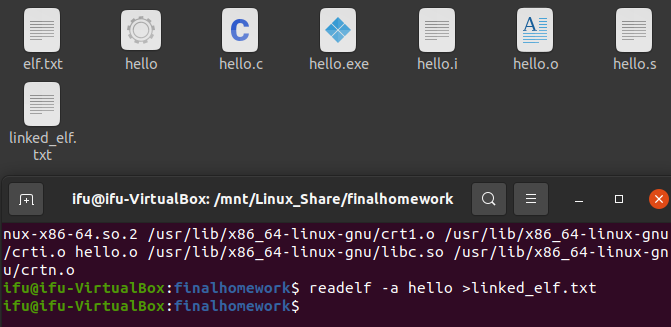 elf.txt
hello
hello.c
hello.exe
hello.i
hello.o
hello.s
linked_elf.
txt
ifu@ifu-VirtualBox: /mnt/Linux_Share/finalhomework
nux-x86-64.so.2 /usr/lib/x86_64-linux-gnu/crt1.o /usr/lib/x86_64-linux-gnu
/crti.o hello.o /usr/lib/x86_64-linux-gnu/libc.so /usr/lib/x86_64-linux-gn
u/crtn.o
ifu@ifu-VirtualBox:finalhomework$ readelf -a hello >linked_elf.txt
ifu@ifu-VirtualBox:finalhomework$